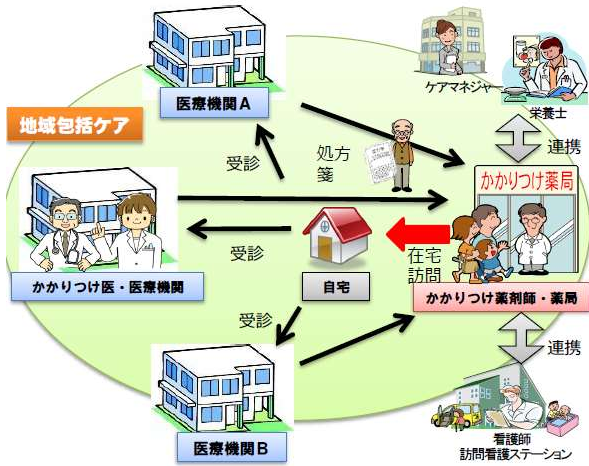 医療機関A
ケアマネジャー
栄養士
地域包括ケア
受診
処方
箋
連携
かかりつけ薬局
かかりつけ医・医療機関
受診
自宅
在宅
訪問
かかりつけ薬剤師・薬局
受診
連携
医療機関B
看護師
訪問看護ステーション